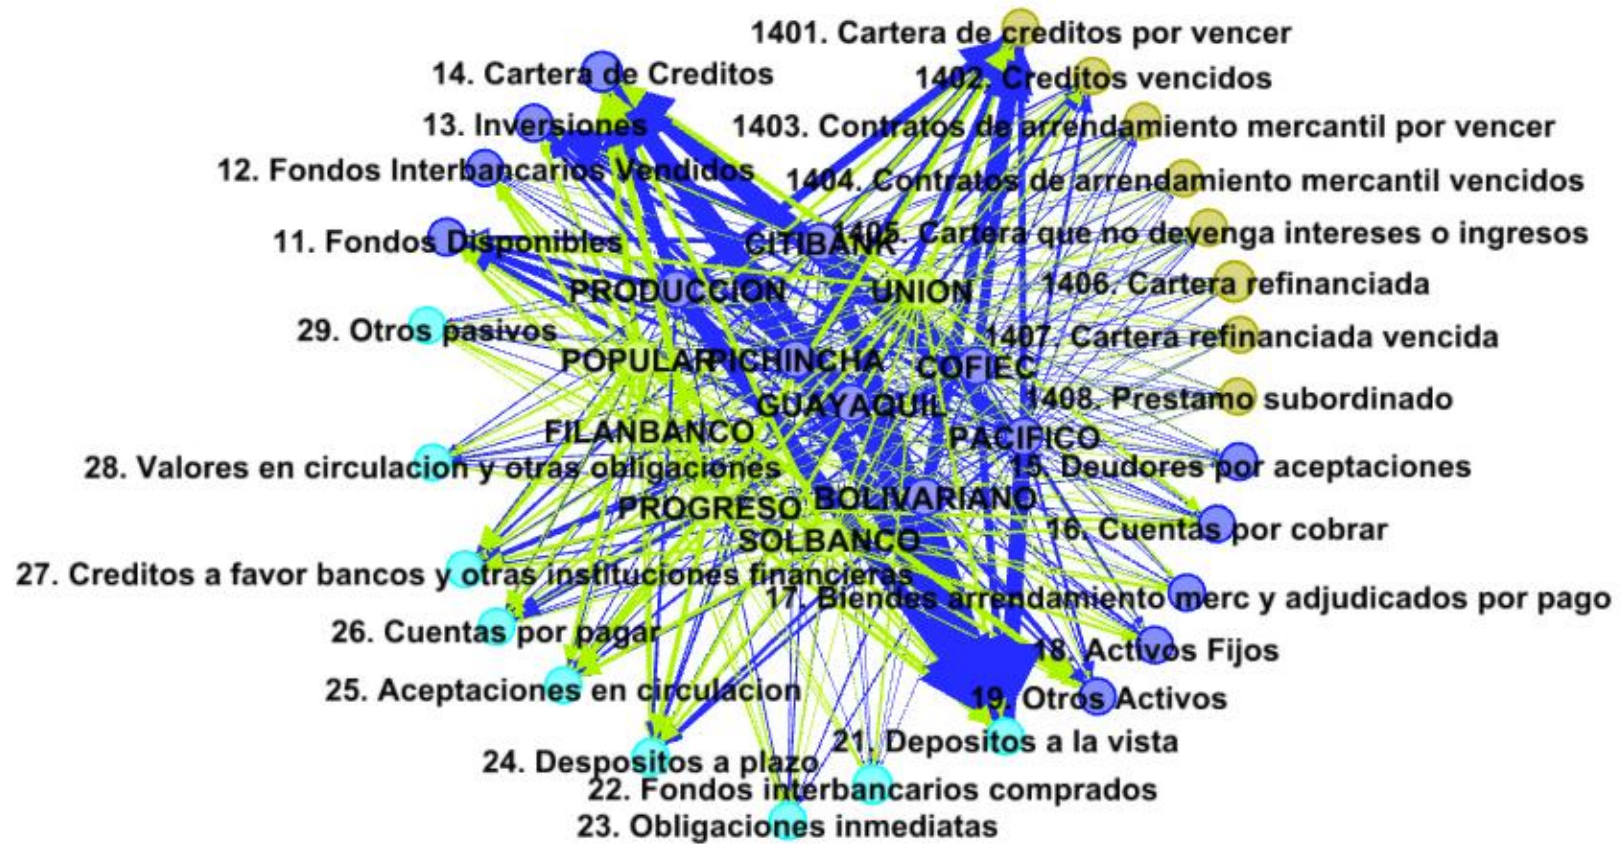 1401. Cartera de creditos por vencer
14. Cartera de Creditos
1402. Creditos vencidos
13. Inversiones
1403. Contratos de arrendamiento mercantil por vencer
12. Fondos Interbancarios Vendidos
1404. Contratos de arrendamiento mercantil vencidos
11. Fondos Disponibles
CITIBANK
1405. Cartera que no devenga intereses o ingresos
PRODUCCION
UNION
1406. Cartera refinanciada
29. Otros pasivos
1407. Cartera refinanciada vencida
POPULAR
PICHINCHA
COFIEC
GUAYAQUIL
1408. Prestamo subordinado
FILANBANCO
PACIFICO
28. Valores en circulacion y otras obligaciones
15. Deudores por aceptaciones
PROGRESO
BOLIVARIANO
16. Cuentas por cobrar
SOLBANCO
27. Creditos a favor bancos y otras instituciones financieras
17. Biendes arrendamiento merc y adjudicados por pago
26. Cuentas por pagar
18. Activos Fijos
25. Aceptaciones en circulacion
19. Otros Activos
21. Depositos a la vista
24. Despositos a plazo
22. Fondos interbancarios comprados
23. Obligaciones inmediatas